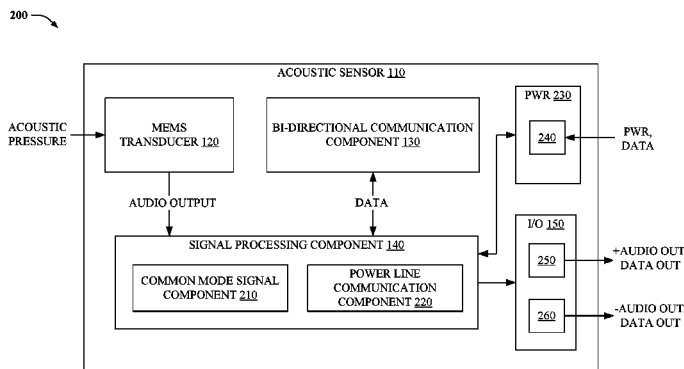 200
ACOUSTIC SENSOR 110
ACOUSTIC
PRESSURE
MEMS
TRANSDUCER 120
BI-DIRECTIONAL COMMUNICATION
COMPONENT 130
PWR 230
240
PWR,
DATA
AUDIO OUTPUT
DATA
SIGNAL PROCESSING COMPONENT 140
COMMON MODE SIGNAL
COMPONENT 210
POWER LINE
COMMUNICATION
COMPONENT 220
I/O 150
250
+AUDIO OUT
DATA OUT
260
-AUDIO OUT
DATA OUT